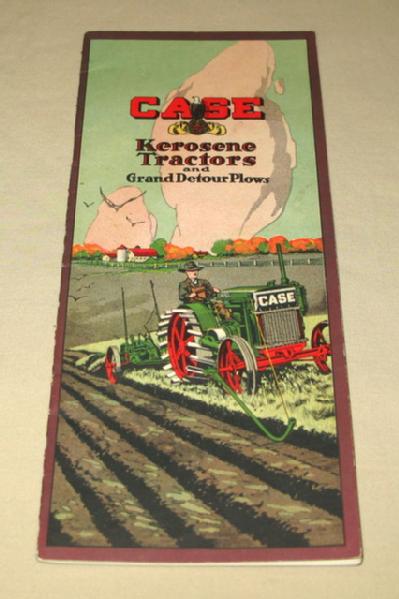 CASE
Kerosene
Tractors
and
Grand Detour Plows
CASE